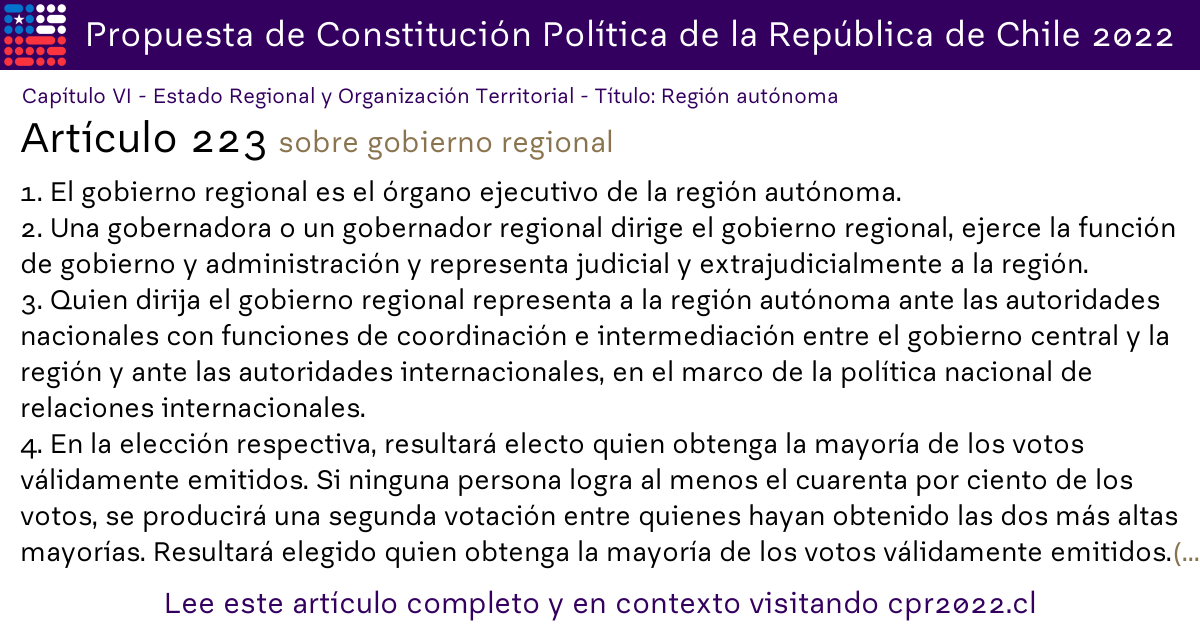 Propuesta de Constitución Política de la República de Chile 2022
Capítulo VI - Estado Regional y Organización Territorial - Título: Región autónoma
Artículo 223 sobre gobierno regional
1. El gobierno regional es el órgano ejecutivo de la región autónoma.
2. Una gobernadora o un gobernador regional dirige el gobierno regional, ejerce la función
de gobierno y administración y representa judicial y extrajudicialmente a la región.
3. Quien dirija el gobierno regional representa a la región autónoma ante las autoridades
nacionales con funciones de coordinación e intermediación entre el gobierno central y la
región y ante las autoridades internacionales, en el marco de la política nacional de
relaciones internacionales.
4. En la elección respectiva, resultará electo quien obtenga la mayoría de los votos
válidamente emitidos. Si ninguna persona logra al menos el cuarenta por ciento de los
votos, se producirá una segunda votación entre quienes hayan obtenido las dos más altas
mayorías. Resultará elegido quien obtenga la mayoría de los votos válidamente emitidos.(...
Lee este artículo completo y en contexto visitando cpr2022.cl